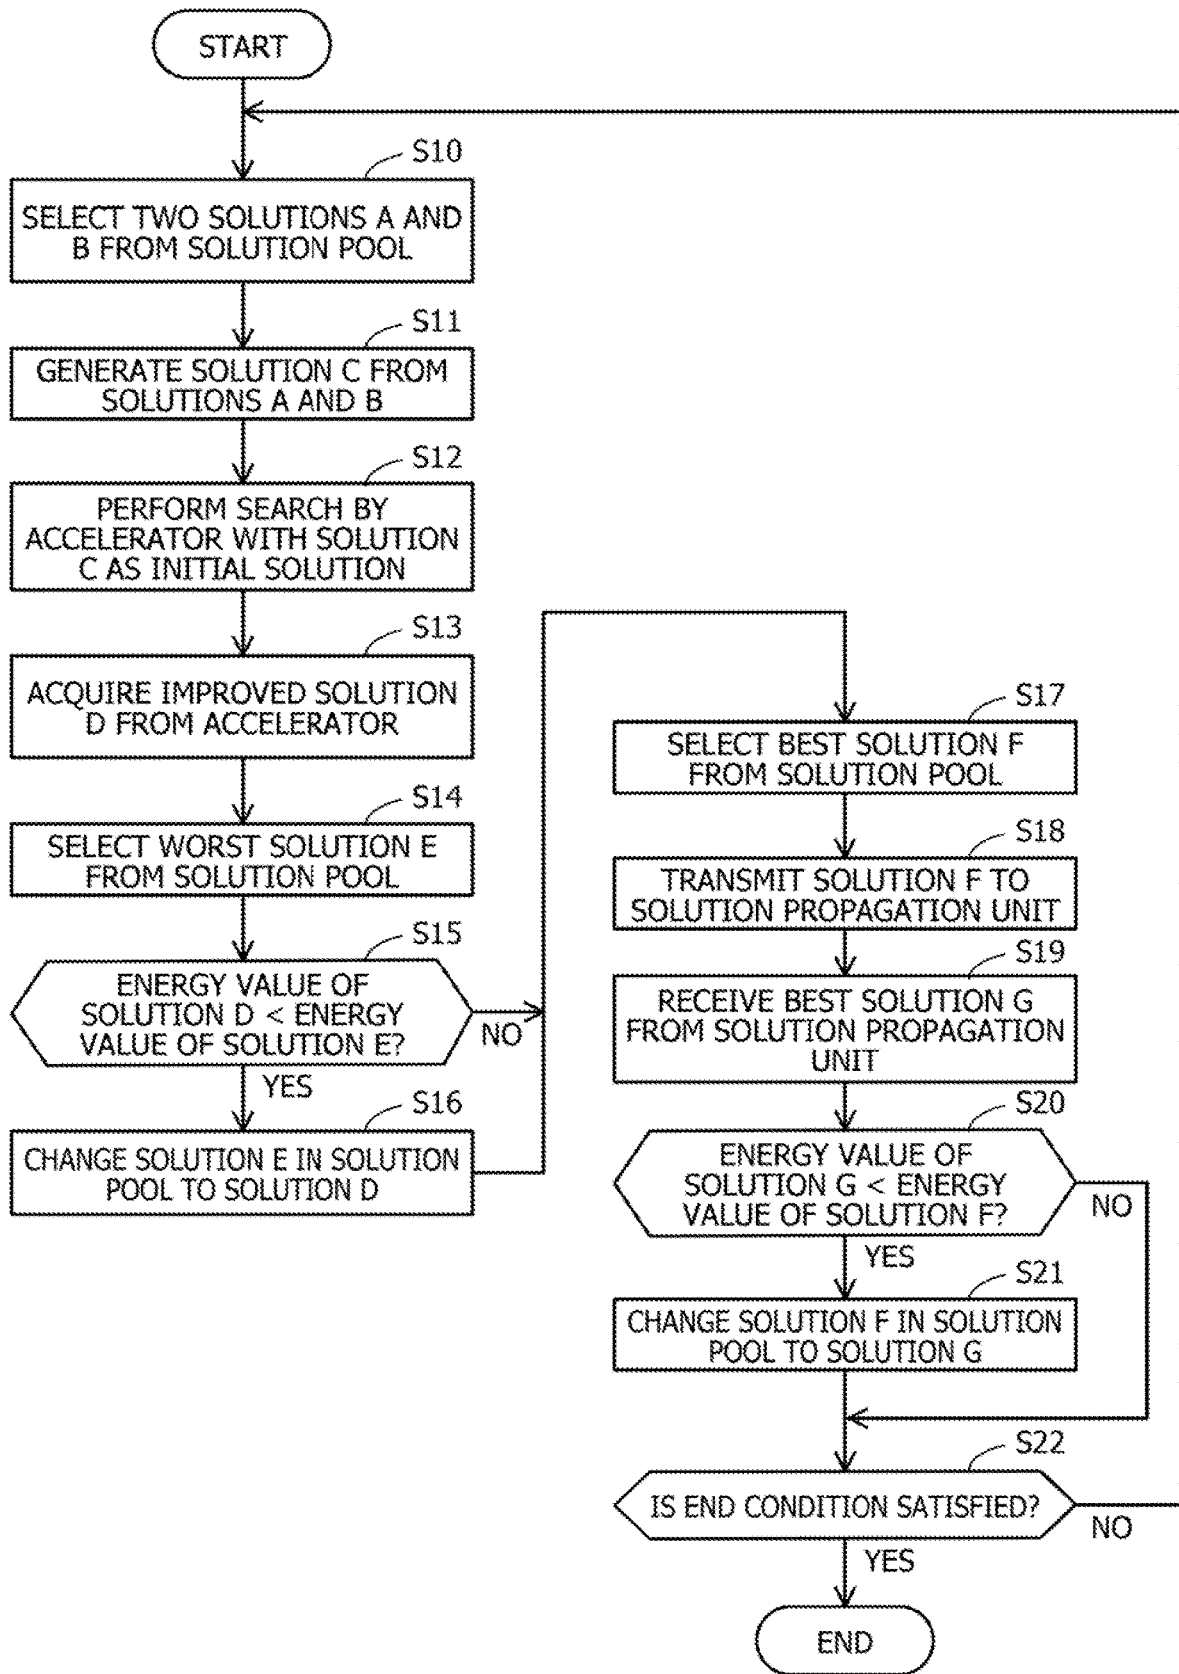 START
S10
SELECT TWO SOLUTIONS A AND
B FROM SOLUTION POOL
S11
GENERATE SOLUTION C FROM
SOLUTIONS A AND B
S12
PERFORM SEARCH BY
ACCELERATOR WITH SOLUTION
C AS INITIAL SOLUTION
S13
ACQUIRE IMPROVED SOLUTION
D FROM ACCELERATOR
S14
SELECT WORST SOLUTION E
FROM SOLUTION POOL
S15
ENERGY VALUE OF
SOLUTION D < ENERGY
VALUE OF SOLUTION E?
NO
YES
S16
CHANGE SOLUTION E IN SOLUTION
POOL TO SOLUTION D
S17
SELECT BEST SOLUTION F
FROM SOLUTION POOL
S18
TRANSMIT SOLUTION F TO
SOLUTION PROPAGATION UNIT
S19
RECEIVE BEST SOLUTION G
FROM SOLUTION PROPAGATION
UNIT
S20
ENERGY VALUE OF
SOLUTION G < ENERGY
VALUE OF SOLUTION F?
NO
YES
S21
CHANGE SOLUTION F IN SOLUTION
POOL TO SOLUTION G
S22
IS END CONDITION SATISFIED?
NO
YES
END